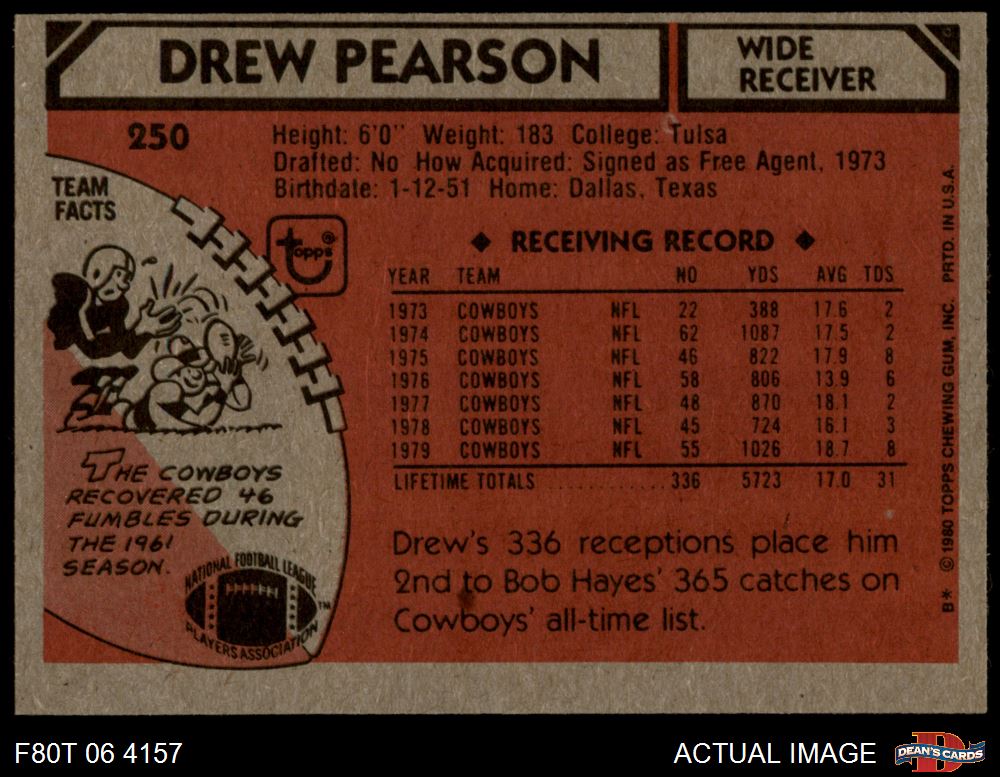 DREW PEARSON
WIDE
RECEIVER
250
Height: 6'0" Weight: 183 College: Tulsa
Drafted: No How Acquired: Signed as Free Agent, 1973
Birthdate: 1-12-51 Home: Dallas, Texas
TEAM
FACTS
topps®
◆ RECEIVING RECORD ◆
YEAR TEAM NO YDS AVG TDS
1973 COWBOYS NFL 22 388 17.6 2
1974 COWBOYS NFL 62 1087 17.5 2
1975 COWBOYS NFL 46 822 17.9 8
1976 COWBOYS NFL 58 806 13.9 6
1977 COWBOYS NFL 48 870 18.1 2
1978 COWBOYS NFL 45 724 16.1 3
1979 COWBOYS NFL 55 1026 18.7 8
LIFETIME TOTALS ............ 336 5723 17.0 31
THE COWBOYS
RECOVERED 46
FUMBLES DURING
THE 1961
SEASON.
NATIONAL FOOTBALL LEAGUE
PLAYERS ASSOCIATION™
Drew's 336 receptions place him
2nd to Bob Hayes' 365 catches on
Cowboys' all-time list.
B* © 1980 TOPPS CHEWING GUM, INC. PRTD. IN U.S.A.
F80T 06 4157
ACTUAL IMAGE
D
DEAN'S CARDS